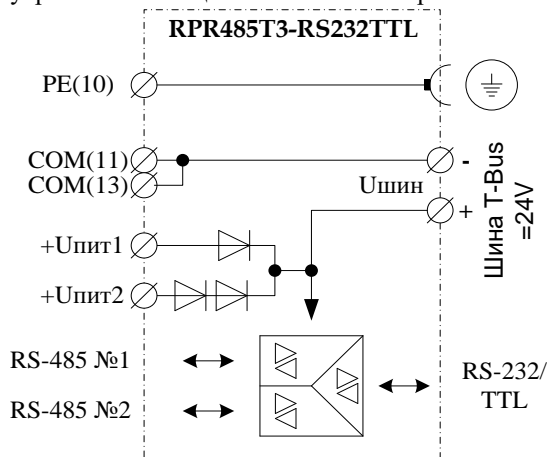 RPR485T3-RS232TTL
PE(10)
COM(11)
COM(13)
-
Uшин
+
Шина T-Bus
=24V
+Uпит1
+Uпит2
RS-485 №1
RS-485 №2
RS-232/
TTL